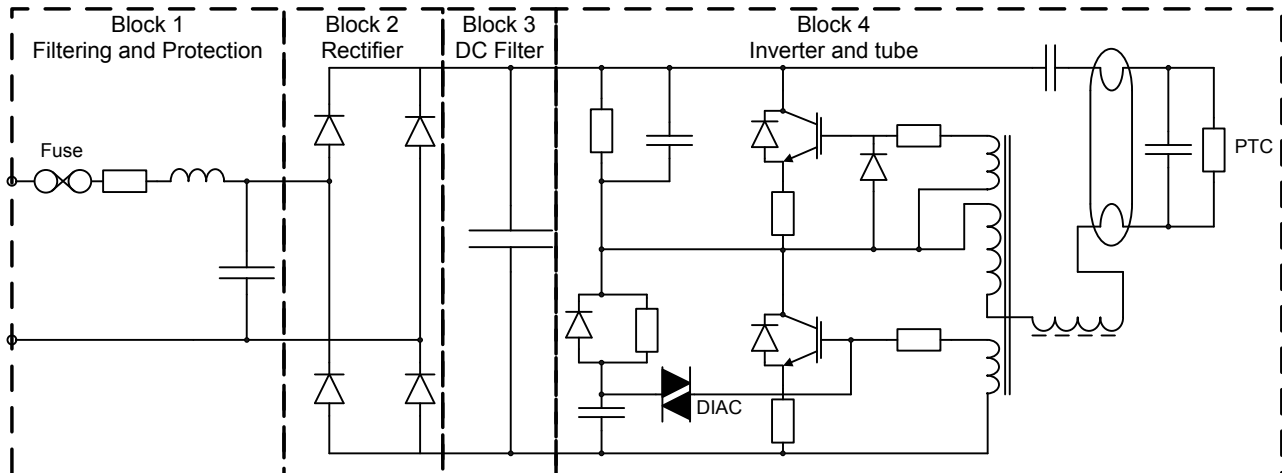 Block 1
Filtering and Protection
Block 2
Rectifier
Block 3
DC Filter
Block 4
Inverter and tube
Fuse
PTC
DIAC